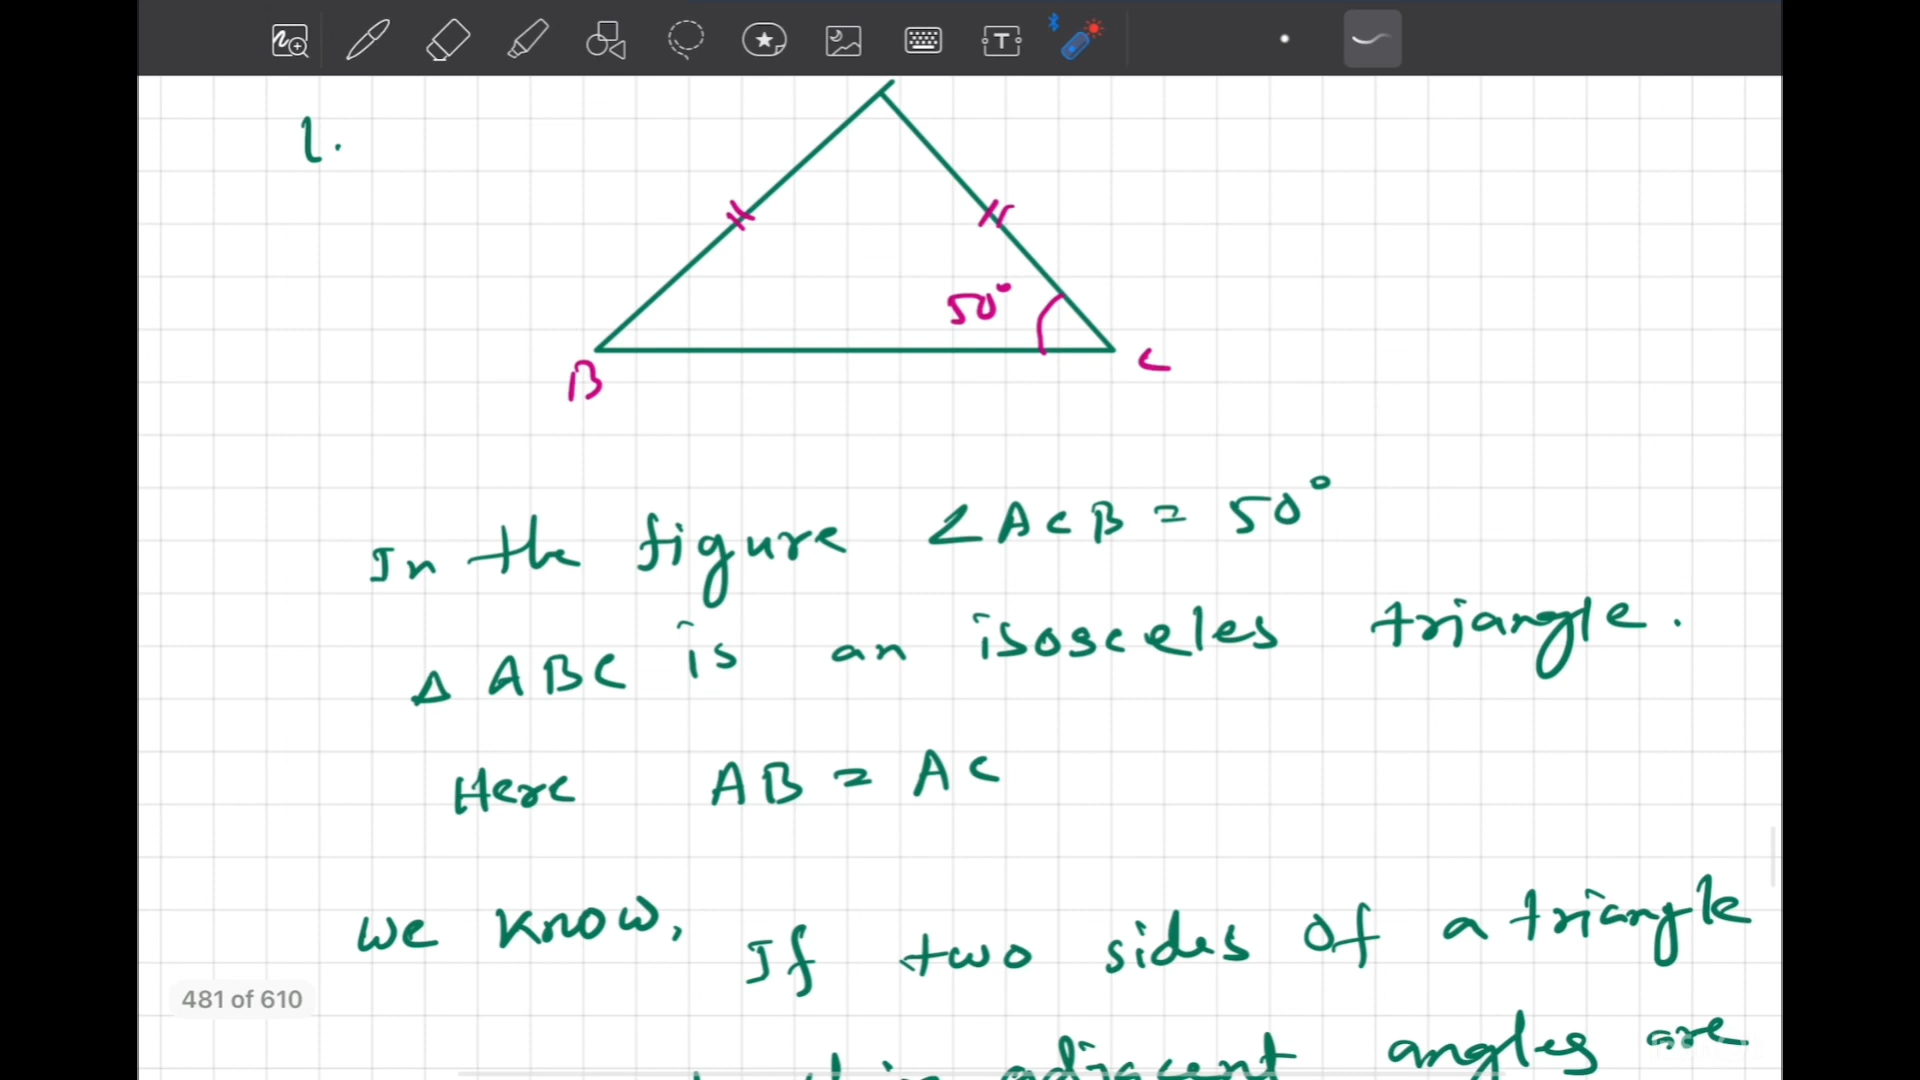 1.
50°
B
C
In the figure ∠ACB = 50°
Δ ABC is an isosceles triangle.
Here AB = AC
We know, If two sides of a triangle
adjacent angles are
481 of 610